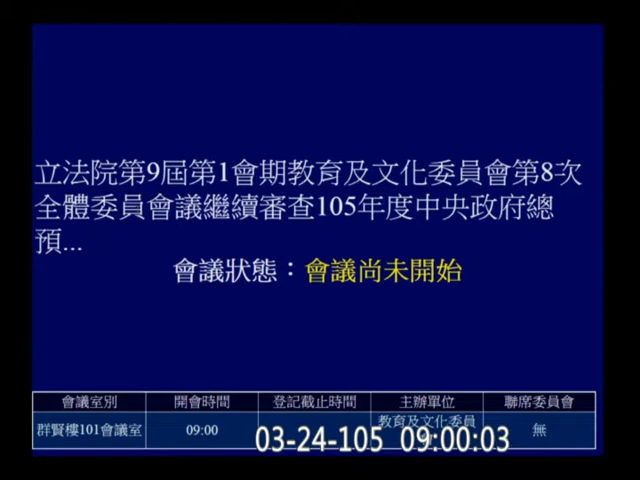 立法院第9屆第1會期教育及文化委員會第8次
全體委員會議繼續審查105年度中央政府總
預...
會議狀態：會議尚未開始
會議室別 開會時間 登記截止時間 主辦單位 聯席委員會
群賢樓101會議室 09:00 教育及文化委員 無
03-24-105 09:00:03